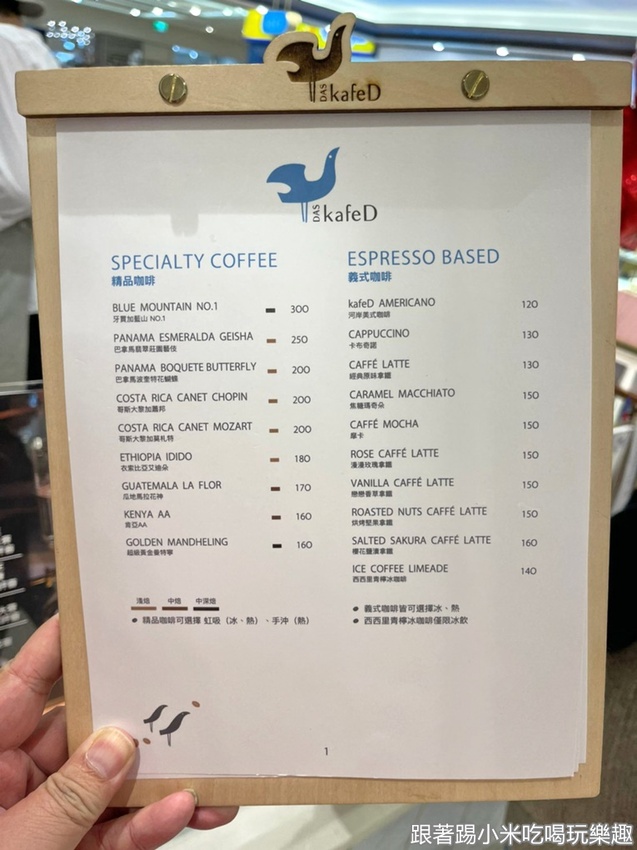 DAS kafeD
DAS kafeD
SPECIALTY COFFEE
精品咖啡
BLUE MOUNTAIN NO.1 300
牙買加藍山 NO.1
PANAMA ESMERALDA GEISHA 250
巴拿馬翡翠莊園藝伎
PANAMA BOQUETE BUTTERFLY 200
巴拿馬波奎特花蝴蝶
COSTA RICA CANET CHOPIN 200
哥斯大黎加蕭邦
COSTA RICA CANET MOZART 200
哥斯大黎加莫札特
ETHIOPIA IDIDO 180
衣索比亞艾迪朵
GUATEMALA LA FLOR 170
瓜地馬拉花神
KENYA AA 160
肯亞AA
GOLDEN MANDHELING 160
超級黃金曼特寧
淺焙 中焙 中深焙
● 精品咖啡可選擇 虹吸（冰、熱）、手沖（熱）
ESPRESSO BASED
義式咖啡
kafeD AMERICANO 120
河岸美式咖啡
CAPPUCCINO 130
卡布奇諾
CAFFÉ LATTE 130
經典原味拿鐵
CARAMEL MACCHIATO 150
焦糖瑪奇朵
CAFFÉ MOCHA 150
摩卡
ROSE CAFFÉ LATTE 150
漫漫玫瑰拿鐵
VANILLA CAFFÉ LATTE 150
戀戀香草拿鐵
ROASTED NUTS CAFFÉ LATTE 150
烘烤堅果拿鐵
SALTED SAKURA CAFFÉ LATTE 160
櫻花鹽漬拿鐵
ICE COFFEE LIMEADE 140
西西里青檸冰咖啡
● 義式咖啡皆可選擇冰、熱
● 西西里青檸冰咖啡僅限冰飲
1
跟著踢小米吃喝玩樂趣